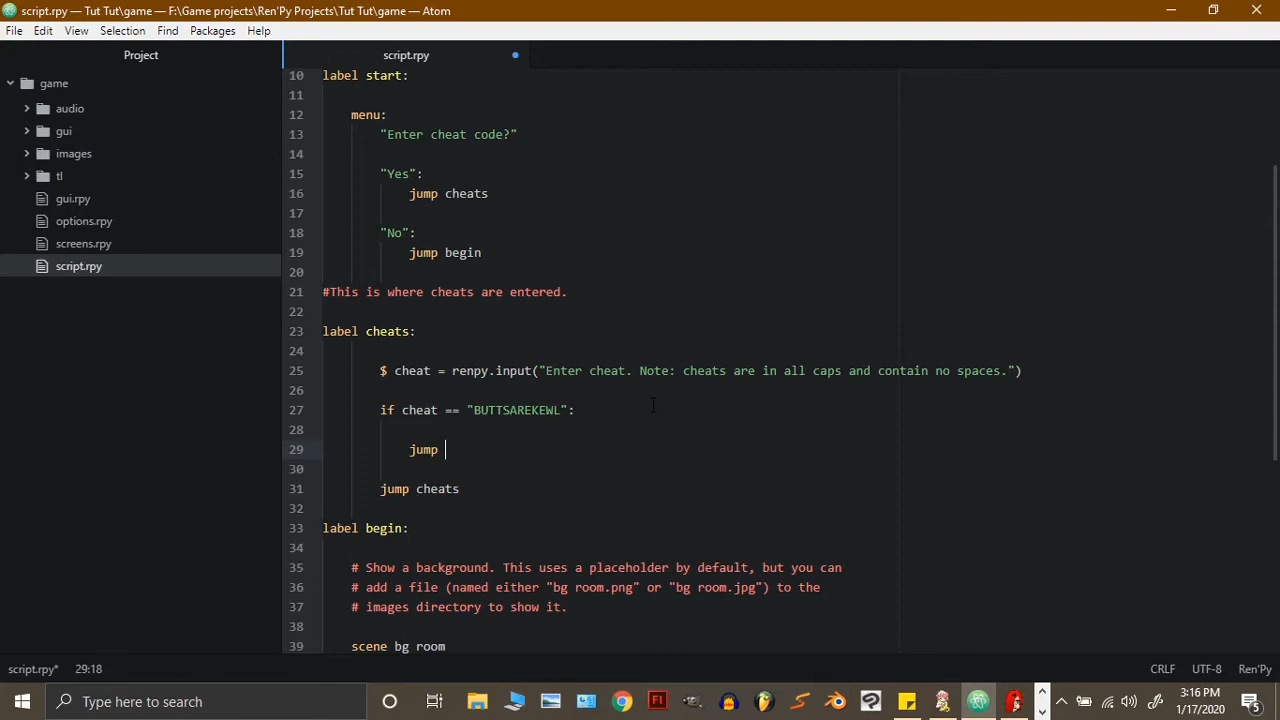 script.rpy — Tut Tut\game — F:\Game projects\Ren'Py Projects\Tut Tut\game — Atom
File Edit View Selection Find Packages Help
Project
script.rpy
game
audio
gui
images
tl
gui.rpy
options.rpy
screens.rpy
script.rpy
10 label start:
11
12 menu:
13 "Enter cheat code?"
14
15 "Yes":
16 jump cheats
17
18 "No":
19 jump begin
20
21 #This is where cheats are entered.
22
23 label cheats:
24
25 $ cheat = renpy.input("Enter cheat. Note: cheats are in all caps and contain no spaces.")
26
27 if cheat == "BUTTSAREKEWL":
28
29 jump
30
31 jump cheats
32
33 label begin:
34
35 # Show a background. This uses a placeholder by default, but you can
36 # add a file (named either "bg room.png" or "bg room.jpg") to the
37 # images directory to show it.
38
39 scene bg room
script.rpy* 29:18 CRLF UTF-8 Ren'Py
Type here to search
Fl
3:16 PM
1/17/2020
5